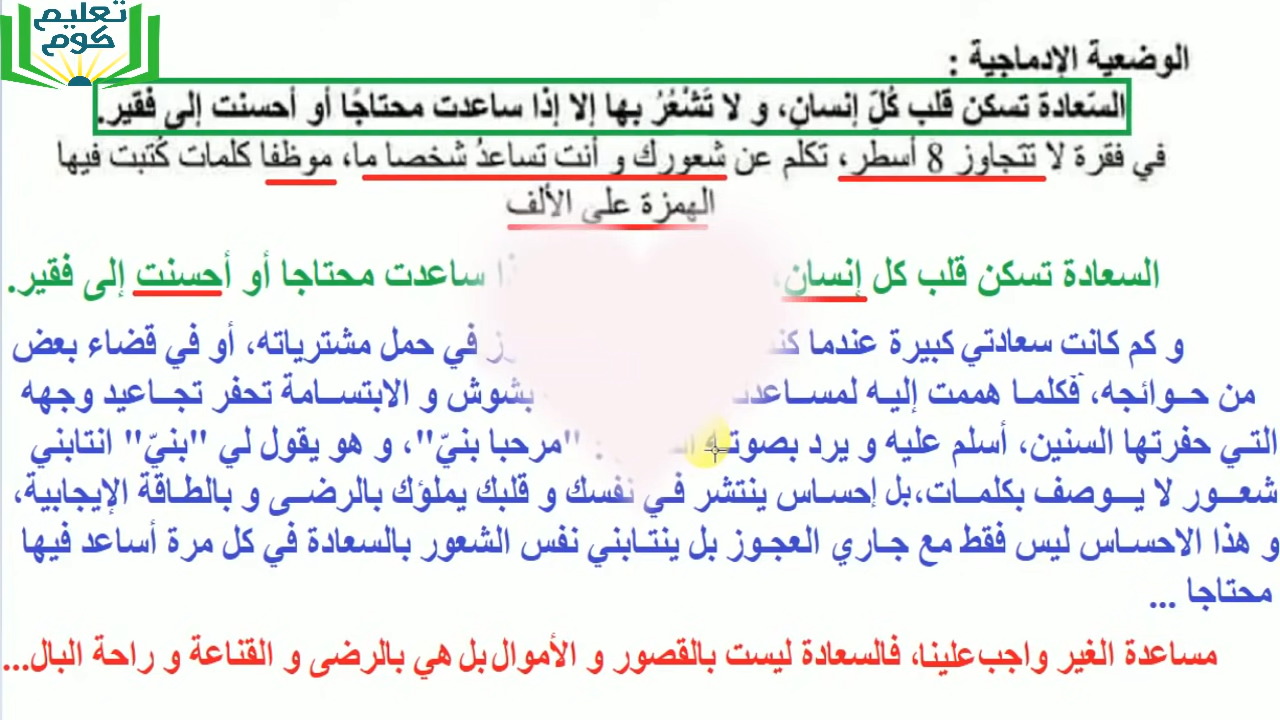 تعليم
كوم
الوضعية الإدماجية :
السّعادة تسكن قلب كُلّ إنسانٍ، و لا تَشْعُرُ بها إلا إذا ساعدت محتاجًا أو أحسنت إلى فقير.
في فقرة لا تتجاوز 8 أسطر، تكلّم عن شعورك و أنت تساعدُ شخصا ما، موظفا كلمات كُتبت فيها
الهمزة على الألف
السعادة تسكن قلب كل إنسان، ساعدت محتاجا أو أحسنت إلى فقير.
و كم كانت سعادتي كبيرة عندما في حمل مشترياته، أو في قضاء بعض
من حوائجه، فكلما هممت إليه بشوش و الابتسامة تحفر تجاعيد وجهه
التي حفرتها السنين، أسلم عليه و يرد : "مرحبا بنيّ"، و هو يقول لي "بنيّ" انتابني
شعور لا يوصف بكلمات،بل إحساس ينتشر في نفسك و قلبك يملؤك بالرضى و بالطاقة الإيجابية،
و هذا الاحساس ليس فقط مع جاري العجوز بل ينتابني نفس الشعور بالسعادة في كل مرة أساعد فيها
محتاجا ...
مساعدة الغير واجب علينا، فالسعادة ليست بالقصور و الأموال بل هي بالرضى و القناعة و راحة البال...